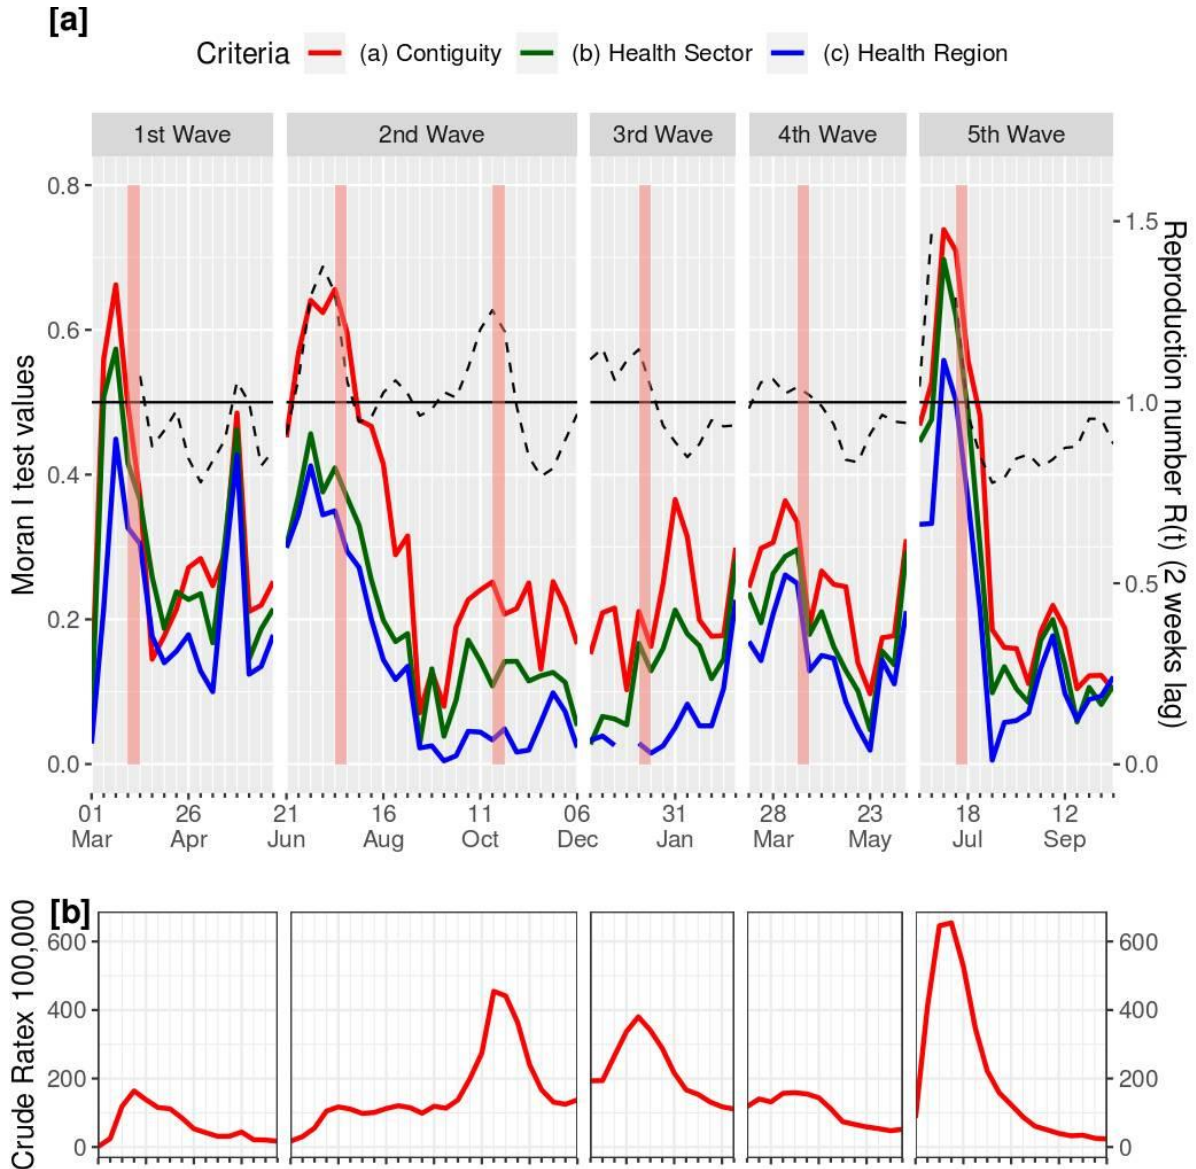 [a]
Criteria (a) Contiguity (b) Health Sector (c) Health Region
1st Wave 2nd Wave 3rd Wave 4th Wave 5th Wave
Moran I test values
0.8
0.6
0.4
0.2
0.0
Reproduction number R(t) (2 weeks lag)
1.5
1.0
0.5
0.0
01 26 21 16 11 06 31 28 23 18 12
Mar Apr Jun Aug Oct Dec Jan Mar May Jul Sep
[b]
Crude Ratex 100,000
600 600
400 400
200 200
0 0